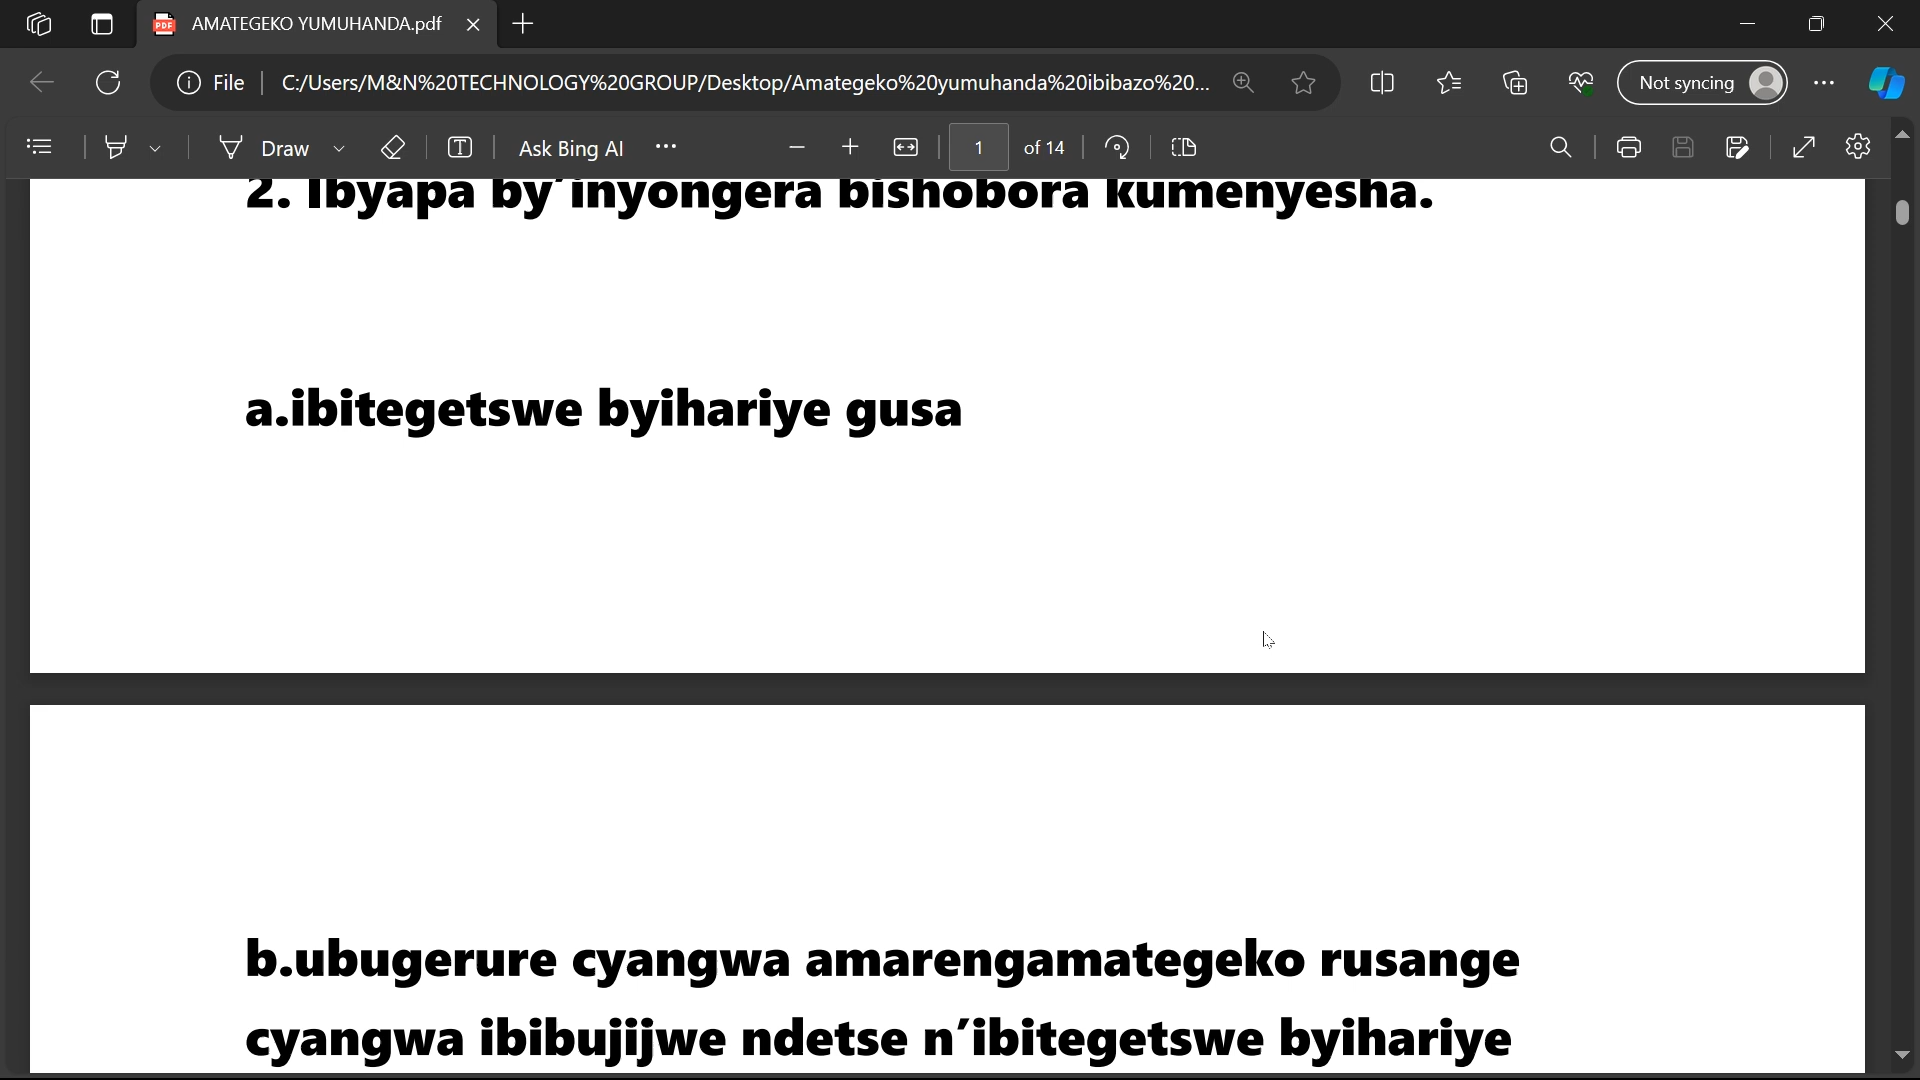 AMATEGEKO YUMUHANDA.pdf
File
C:/Users/M&N%20TECHNOLOGY%20GROUP/Desktop/Amategeko%20yumuhanda%20ibibazo%20...
Not syncing
Draw
Ask Bing AI
1 of 14
2. Ibyapa by’inyongera bishobora kumenyesha.
a.ibitegetswe byihariye gusa
b.ubugerure cyangwa amarengamategeko rusange
cyangwa ibibujijwe ndetse n’ibitegetswe byihariye